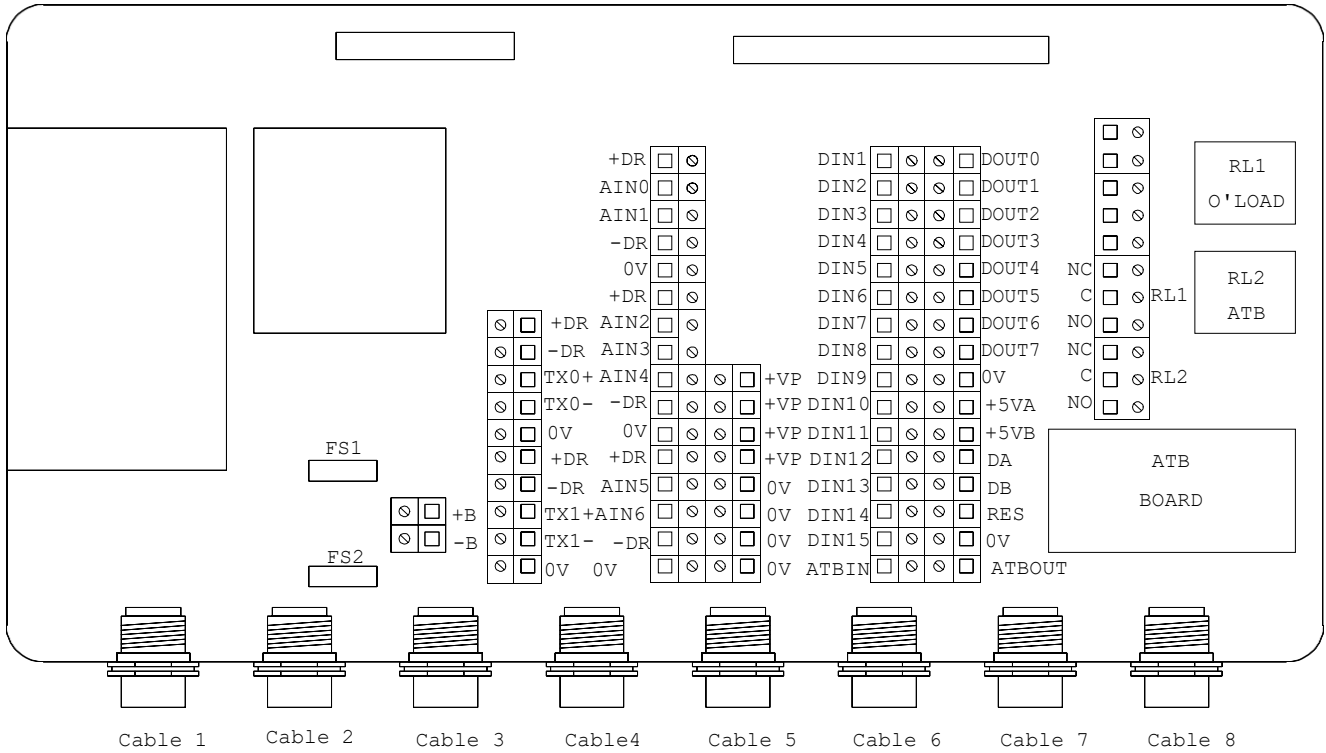 +DR DIN1 DOUT0 RL1
AIN0 DIN2 DOUT1 O'LOAD
AIN1 DIN3 DOUT2
-DR DIN4 DOUT3
0V DIN5 DOUT4 NC RL2
+DR DIN6 DOUT5 C RL1 ATB
+DR AIN2 DIN7 DOUT6 NO
-DR AIN3 DIN8 DOUT7 NC
TX0+ AIN4 +VP DIN9 0V C RL2
TX0- -DR +VP DIN10 +5VA NO
0V 0V +VP DIN11 +5VB
FS1 +DR +DR +VP DIN12 DA ATB
-DR AIN5 0V DIN13 DB BOARD
+B TX1+ AIN6 0V DIN14 RES
-B TX1- -DR 0V DIN15 0V
FS2 0V 0V 0V ATBIN ATBOUT
Cable 1 Cable 2 Cable 3 Cable4 Cable 5 Cable 6 Cable 7 Cable 8